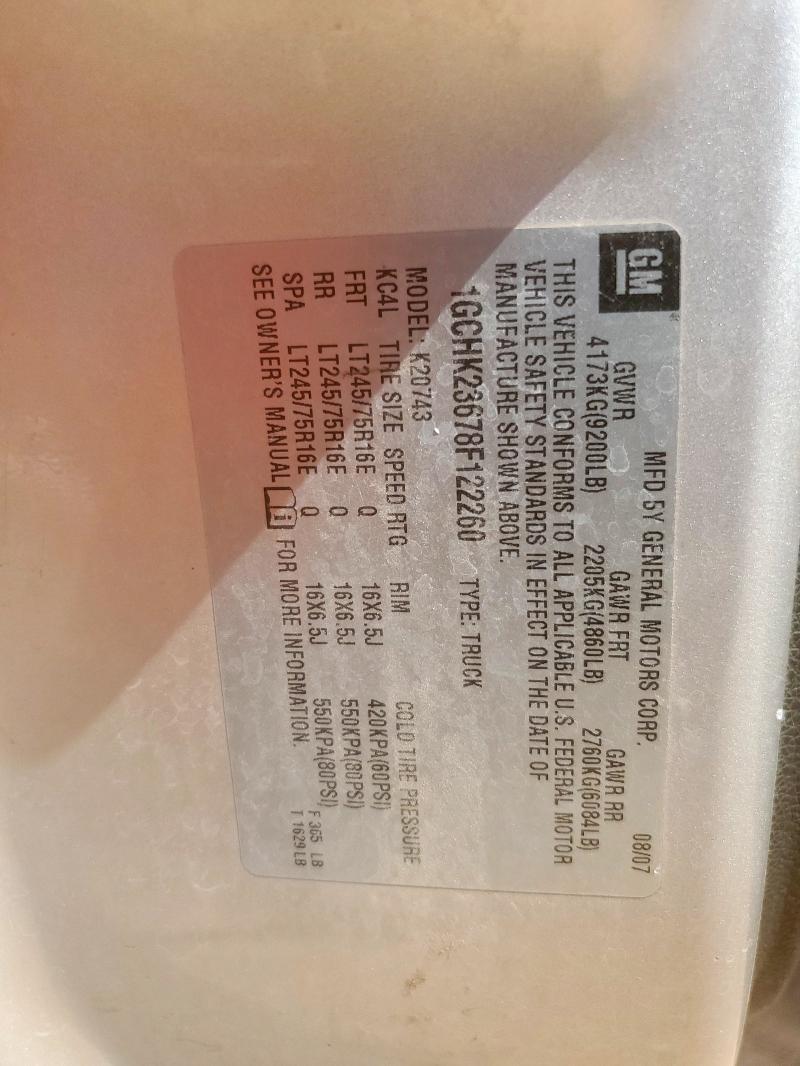 GM
MFD BY GENERAL MOTORS CORP. 08/07
GVWR GAWR FRT GAWR RR
4173KG(9200LB) 2205KG(4860LB) 2760KG(6084LB)
THIS VEHICLE CONFORMS TO ALL APPLICABLE U.S. FEDERAL MOTOR
VEHICLE SAFETY STANDARDS IN EFFECT ON THE DATE OF
MANUFACTURE SHOWN ABOVE.
1GCHK23678F122260 TYPE: TRUCK
MODEL: K20743
KC4L TIRE SIZE SPEED RTG RIM COLD TIRE PRESSURE
FRT LT245/75R16E Q 16X6.5J 420KPA(60PSI)
RR LT245/75R16E Q 16X6.5J 550KPA(80PSI)
SPA LT245/75R16E Q 16X6.5J 550KPA(80PSI)
SEE OWNER'S MANUAL i FOR MORE INFORMATION.
F 365 LB
T 1629 LB